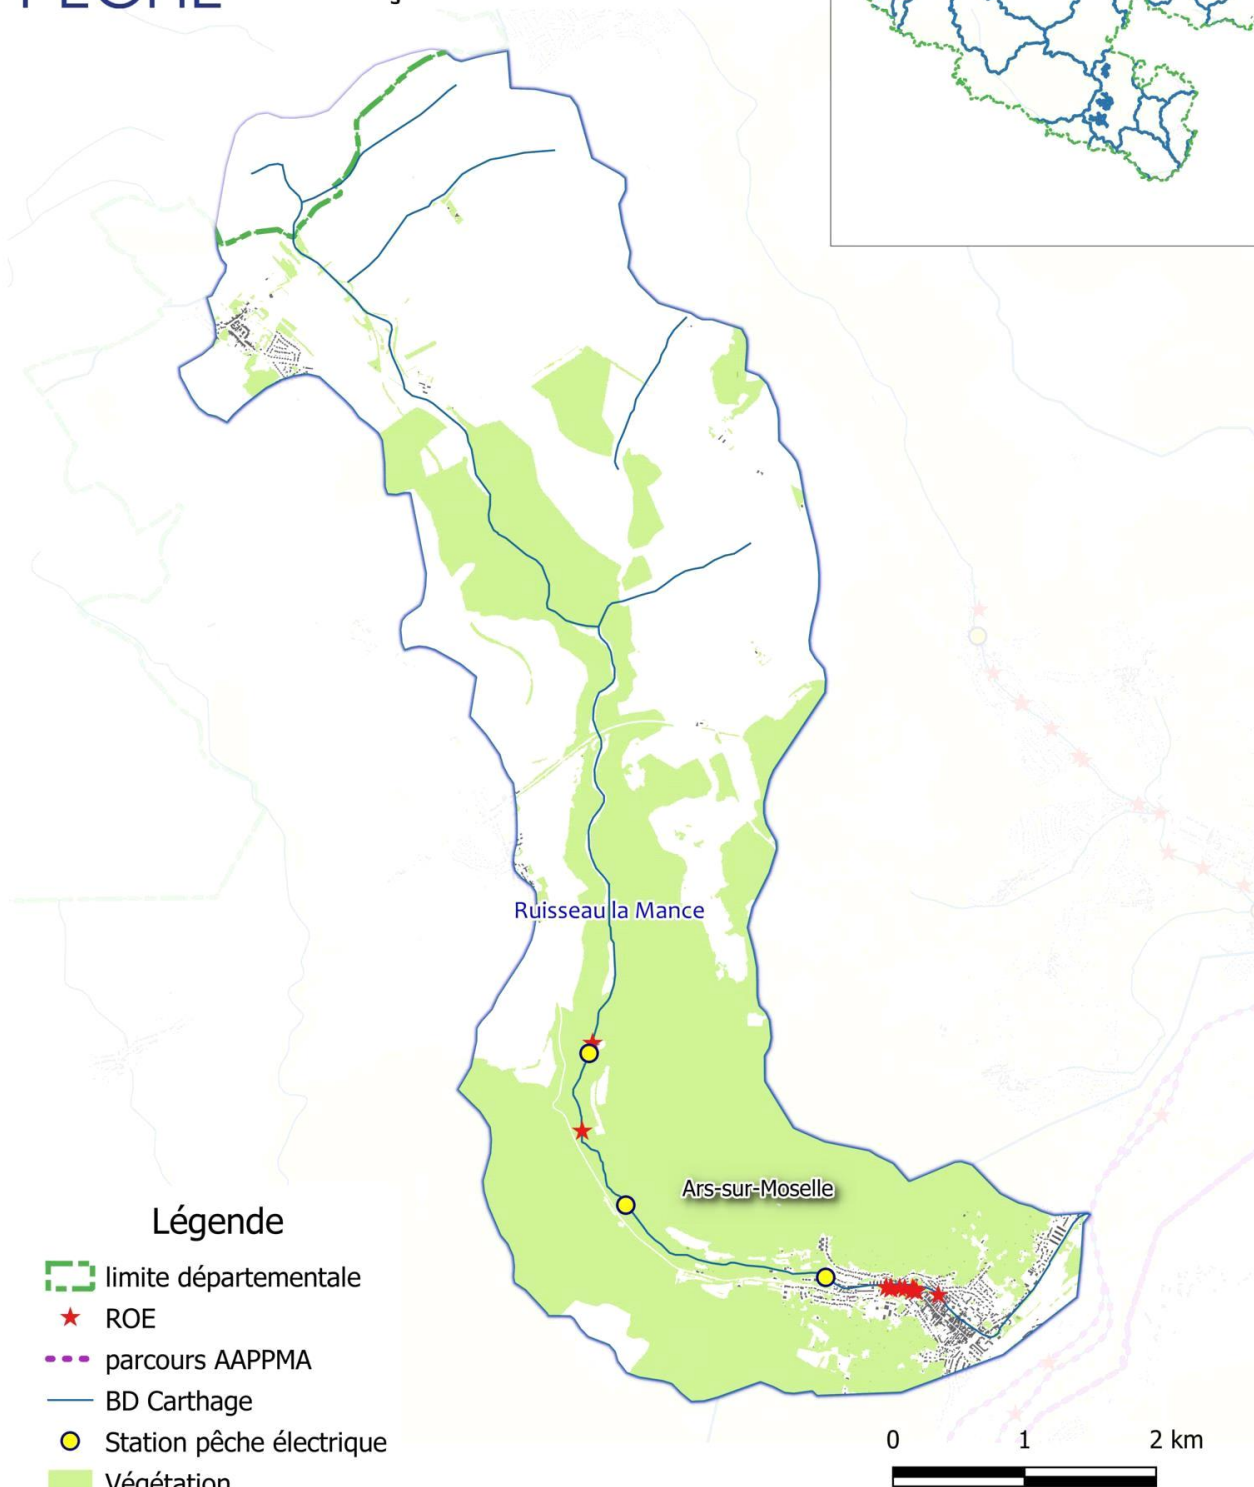 PÊCHE
Ruisseau la Mance
Ars-sur-Moselle
Légende
limite départementale
ROE
parcours AAPPMA
BD Carthage
Station pêche électrique
Végétation
0 1 2 km